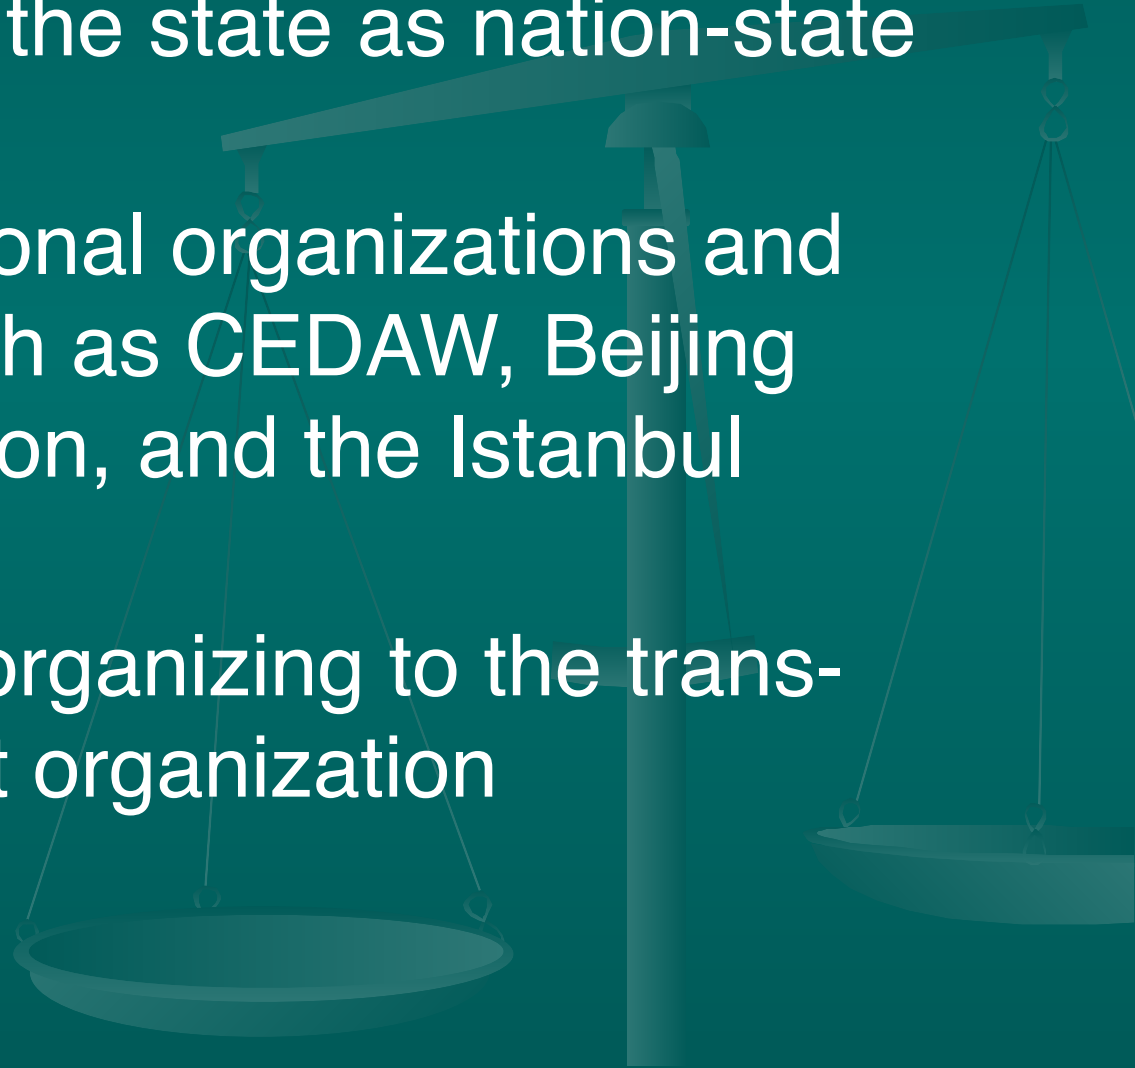 the state as nation-state
onal organizations and
h as CEDAW, Beijing
on, and the Istanbul
organizing to the trans-
t organization